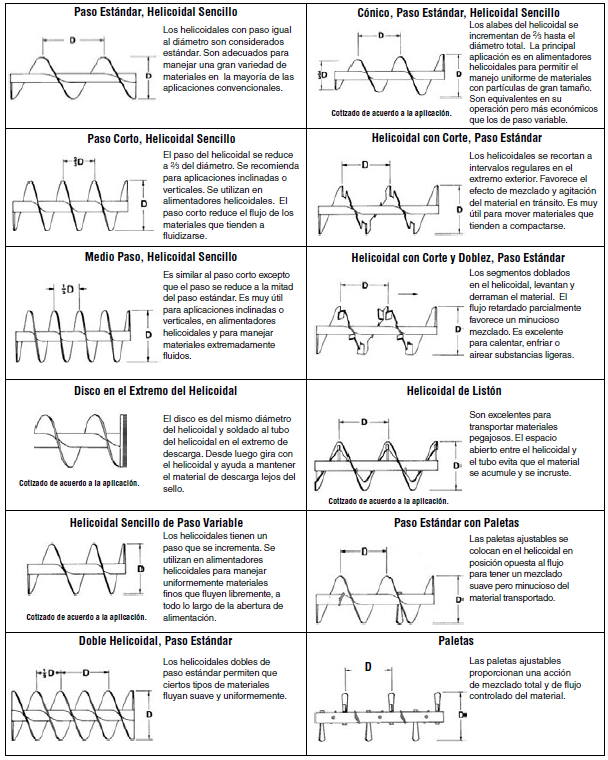 Paso Estándar, Helicoidal Sencillo
Los helicoidales con paso igual
al diámetro son considerados
estándar. Son adecuados para
manejar una gran variedad de
materiales en la mayoría de las
aplicaciones convencionales.
D
D
Cónico, Paso Estándar, Helicoidal Sencillo
Los alabes del helicoidal se
incrementan de ⅔ hasta el
diámetro total. La principal
aplicación es en alimentadores
helicoidales para permitir el
manejo uniforme de materiales
con partículas de gran tamaño.
Son equivalentes en su
operación pero más económicos
que los de paso variable.
D
⅔D
D
Cotizado de acuerdo a la aplicación.
Paso Corto, Helicoidal Sencillo
El paso del helicoidal se reduce
a ⅔ del diámetro. Se recomienda
para aplicaciones inclinadas o
verticales. Se utilizan en
alimentadores helicoidales. El
paso corto reduce el flujo de los
materiales que tienden a
fluidizarse.
⅔D
D
Helicoidal con Corte, Paso Estándar
Los helicoidales se recortan a
intervalos regulares en el
extremo exterior. Favorece el
efecto de mezclado y agitación
del material en tránsito. Es muy
útil para mover materiales que
tienden a compactarse.
D
D
Medio Paso, Helicoidal Sencillo
Es similar al paso corto excepto
que el paso se reduce a la mitad
del paso estándar. Es muy útil
para aplicaciones inclinadas o
verticales, en alimentadores
helicoidales y para manejar
materiales extremadamente
fluidos.
½D
D
Helicoidal con Corte y Doblez, Paso Estándar
Los segmentos doblados
en el helicoidal, levantan y
derraman el material. El
flujo retardado parcialmente
favorece un minucioso
mezclado. Es excelente
para calentar, enfriar o
airear substancias ligeras.
D
D
Disco en el Extremo del Helicoidal
El disco es del mismo diámetro
del helicoidal y soldado al tubo
del helicoidal en el extremo de
descarga. Desde luego gira con
el helicoidal y ayuda a mantener
el material de descarga lejos del
sello.
D
Cotizado de acuerdo a la aplicación.
Helicoidal de Listón
Son excelentes para
transportar materiales
pegajosos. El espacio
abierto entre el helicoidal y
el tubo evita que el material
se acumule y se incruste.
D
D
Cotizado de acuerdo a la aplicación.
Helicoidal Sencillo de Paso Variable
Los helicoidales tienen un
paso que se incrementa. Se
utilizan en alimentadores
helicoidales para manejar
uniformemente materiales
finos que fluyen libremente, a
todo lo largo de la abertura de
alimentación.
D
Cotizado de acuerdo a la aplicación.
Paso Estándar con Paletas
Las paletas ajustables se
colocan en el helicoidal en
posición opuesta al flujo
para tener un mezclado
suave pero minucioso del
material transportado.
D
D
Doble Helicoidal, Paso Estándar
Los helicoidales dobles de
paso estándar permiten que
ciertos tipos de materiales
fluyan suave y uniformemente.
D
D
Paletas
Las paletas ajustables
proporcionan una acción
de mezclado total y de flujo
controlado del material.
D
D